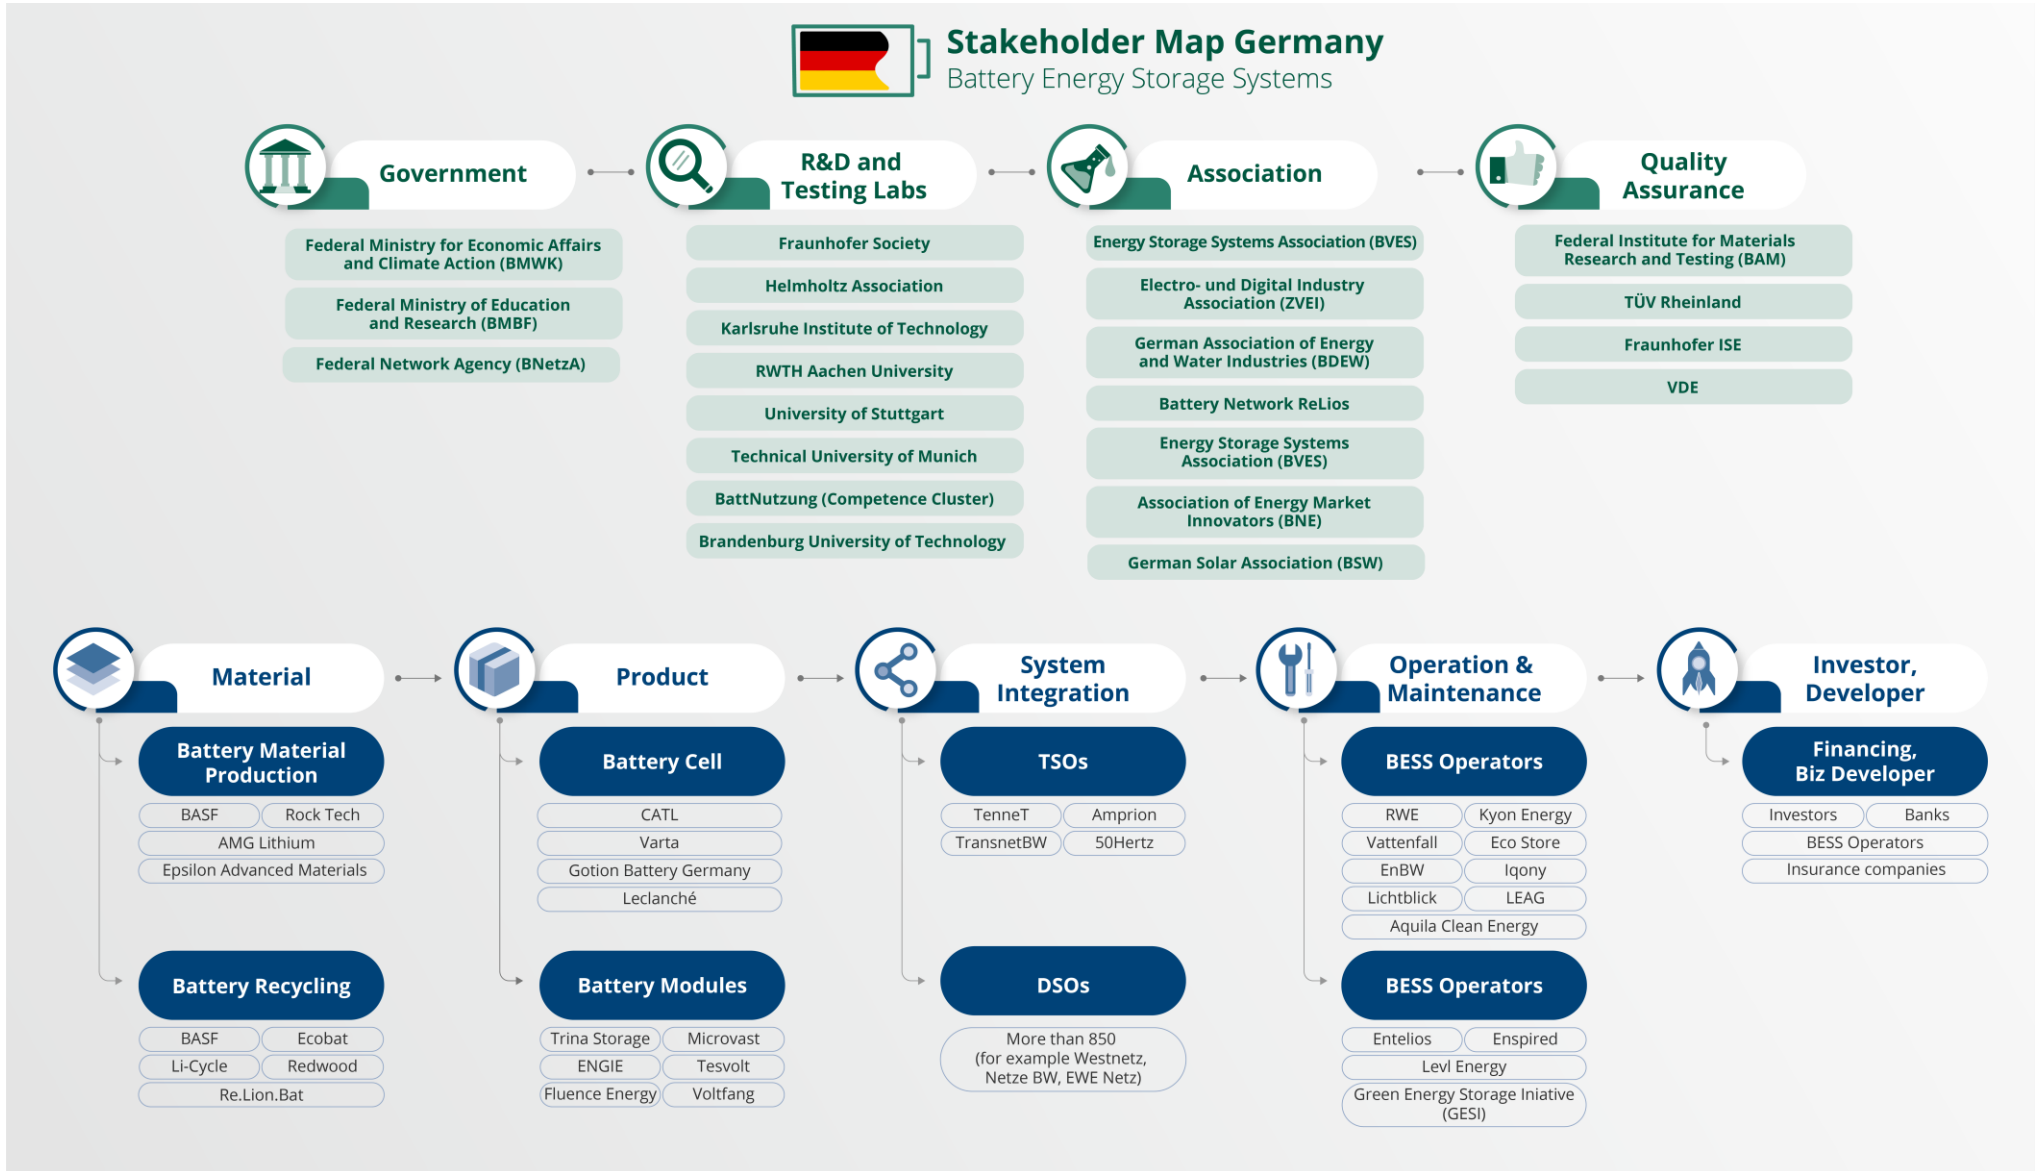 Stakeholder Map Germany
Battery Energy Storage Systems
Government
Federal Ministry for Economic Affairs
and Climate Action (BMWK)
Federal Ministry of Education
and Research (BMBF)
Federal Network Agency (BNetzA)
R&D and
Testing Labs
Fraunhofer Society
Helmholtz Association
Karlsruhe Institute of Technology
RWTH Aachen University
University of Stuttgart
Technical University of Munich
BattNutzung (Competence Cluster)
Brandenburg University of Technology
Association
Energy Storage Systems Association (BVES)
Electro- und Digital Industry
Association (ZVEI)
German Association of Energy
and Water Industries (BDEW)
Battery Network ReLios
Energy Storage Systems
Association (BVES)
Association of Energy Market
Innovators (BNE)
German Solar Association (BSW)
Quality
Assurance
Federal Institute for Materials
Research and Testing (BAM)
TÜV Rheinland
Fraunhofer ISE
VDE
Material
Battery Material
Production
BASF
Rock Tech
AMG Lithium
Epsilon Advanced Materials
Battery Recycling
BASF
Ecobat
Li-Cycle
Redwood
Re.Lion.Bat
Product
Battery Cell
CATL
Varta
Gotion Battery Germany
Leclanché
Battery Modules
Trina Storage
Microvast
ENGIE
Tesvolt
Fluence Energy
Voltfang
System
Integration
TSOs
TenneT
Amprion
TransnetBW
50Hertz
DSOs
More than 850
(for example Westnetz,
Netze BW, EWE Netz)
Operation &
Maintenance
BESS Operators
RWE
Kyon Energy
Vattenfall
Eco Store
EnBW
Iqony
Lichtblick
LEAG
Aquila Clean Energy
BESS Operators
Entelios
Enspired
Levl Energy
Green Energy Storage Iniative
(GESI)
Investor,
Developer
Financing,
Biz Developer
Investors
Banks
BESS Operators
Insurance companies